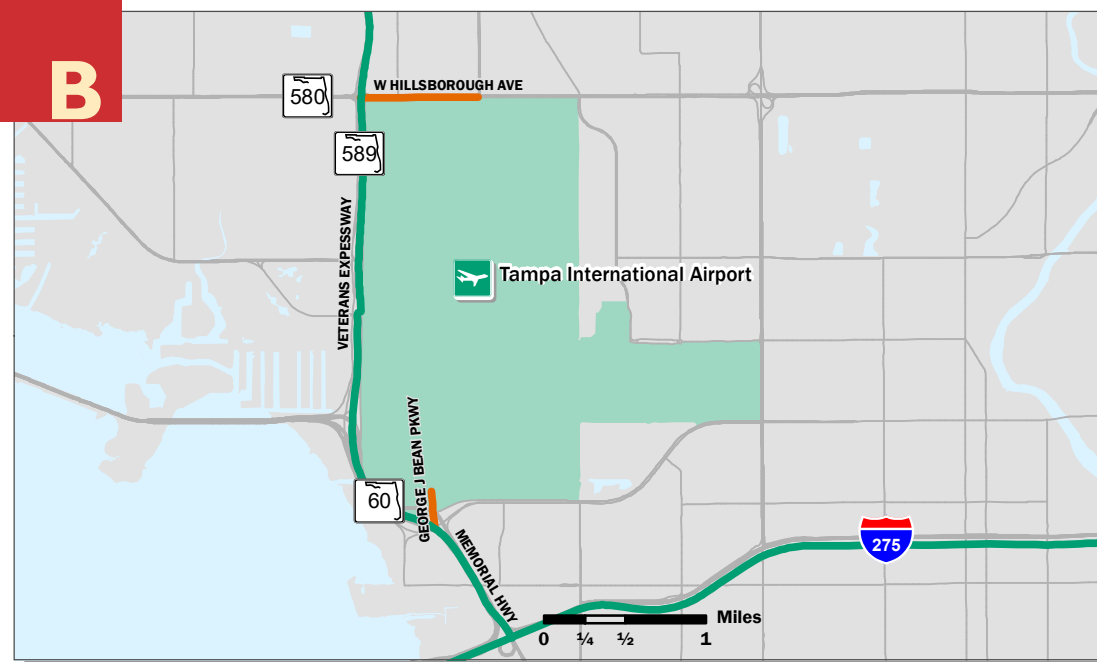 B
W HILLSBOROUGH AVE
580
589
VETERANS EXPESSWAY
Tampa International Airport
GEORGE J BEAN PKWY
60
MEMORIAL HWY
275
Miles
0 ¼ ½ 1